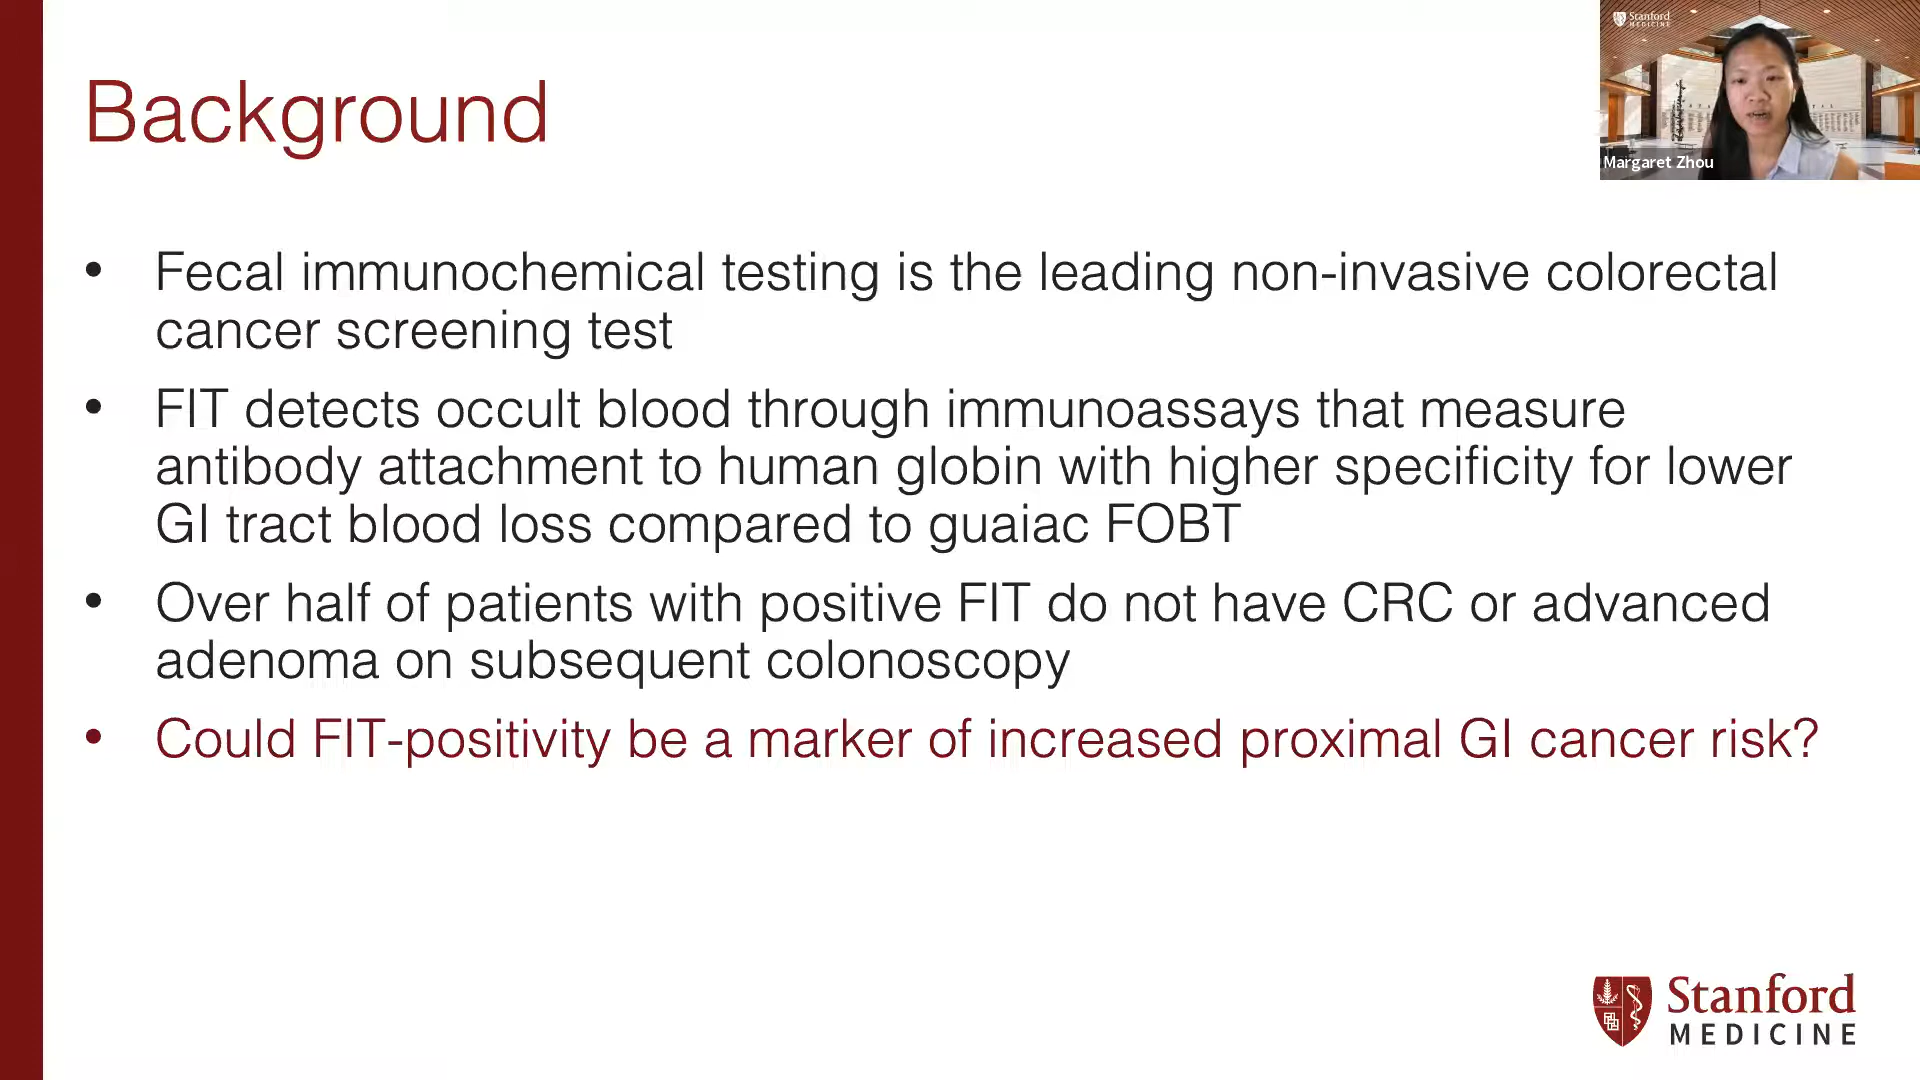 Stanford
MEDICINE
Background
Margaret Zhou
• Fecal immunochemical testing is the leading non-invasive colorectal
cancer screening test
• FIT detects occult blood through immunoassays that measure
antibody attachment to human globin with higher specificity for lower
GI tract blood loss compared to guaiac FOBT
• Over half of patients with positive FIT do not have CRC or advanced
adenoma on subsequent colonoscopy
• Could FIT-positivity be a marker of increased proximal GI cancer risk?
Stanford
MEDICINE